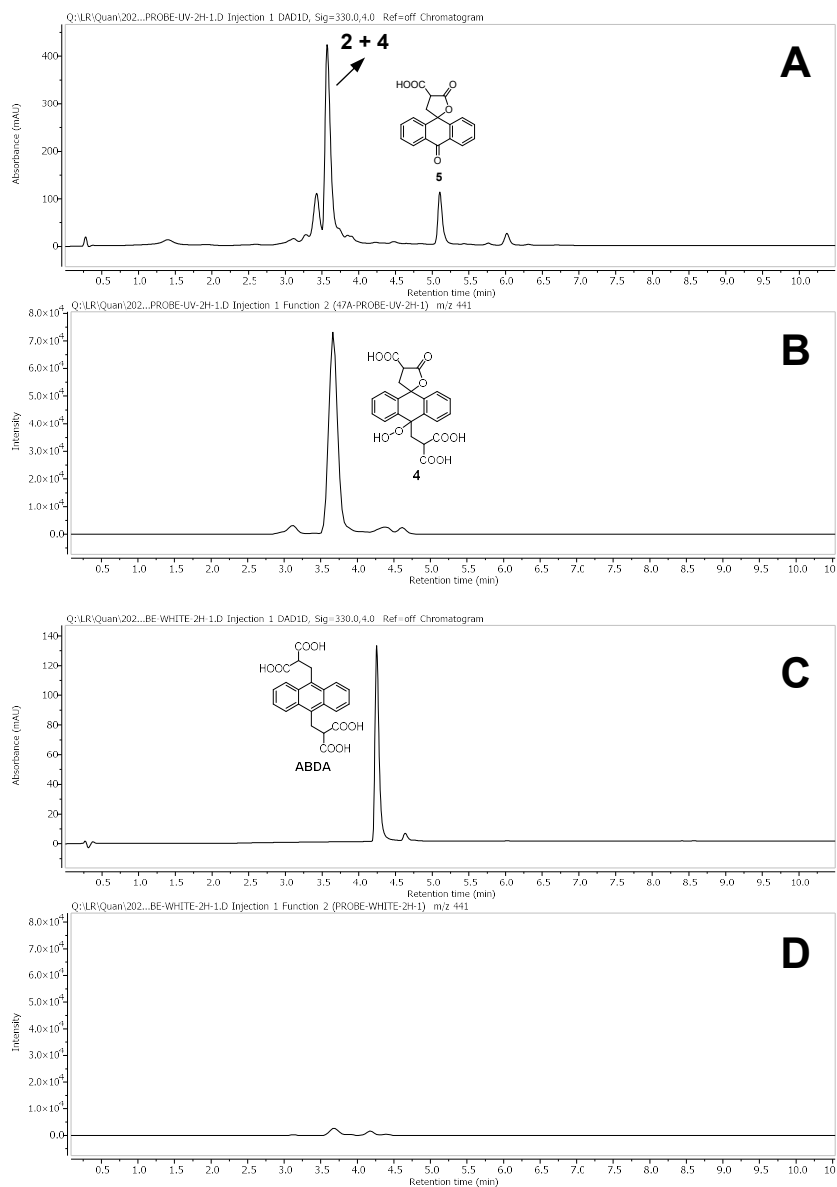 Q:\LR\Quan\202...PROBE-UV-2H-1.D Injection 1 DAD1D, Sig=330.0,4.0 Ref=off Chromatogram
A
2 + 4
HOOC
O
O
O
5
400
300
200
100
0
Absorbance (mAU)
0.5 1.0 1.5 2.0 2.5 3.0 3.5 4.0 4.5 5.0 5.5 6.0 6.5 7.0 7.5 8.0 8.5 9.0 9.5 10.0
Retention time (min)
Q:\LR\Quan\202...PROBE-UV-2H-1.D Injection 1 Function 2 (47A-PROBE-UV-2H-1) m/z 441
B
HOOC
O
O
HO
O
COOH
COOH
4
8.0×10⁴
7.0×10⁴
6.0×10⁴
5.0×10⁴
4.0×10⁴
3.0×10⁴
2.0×10⁴
1.0×10⁴
0.0
Intensity
0.5 1.0 1.5 2.0 2.5 3.0 3.5 4.0 4.5 5.0 5.5 6.0 6.5 7.0 7.5 8.0 8.5 9.0 9.5 10.0 10
Retention time (min)
Q:\LR\Quan\202...BE-WHITE-2H-1.D Injection 1 DAD1D, Sig=330.0,4.0 Ref=off Chromatogram
C
COOH
HOOC
COOH
COOH
ABDA
140
120
100
80
60
40
20
0
Absorbance (mAU)
0.5 1.0 1.5 2.0 2.5 3.0 3.5 4.0 4.5 5.0 5.5 6.0 6.5 7.0 7.5 8.0 8.5 9.0 9.5 10.0
Retention time (min)
Q:\LR\Quan\202...BE-WHITE-2H-1.D Injection 1 Function 2 (PROBE-WHITE-2H-1) m/z 441
D
8.0×10⁴
7.0×10⁴
6.0×10⁴
5.0×10⁴
4.0×10⁴
3.0×10⁴
2.0×10⁴
1.0×10⁴
0.0
Intensity
0.5 1.0 1.5 2.0 2.5 3.0 3.5 4.0 4.5 5.0 5.5 6.0 6.5 7.0 7.5 8.0 8.5 9.0 9.5 10.0 10
Retention time (min)